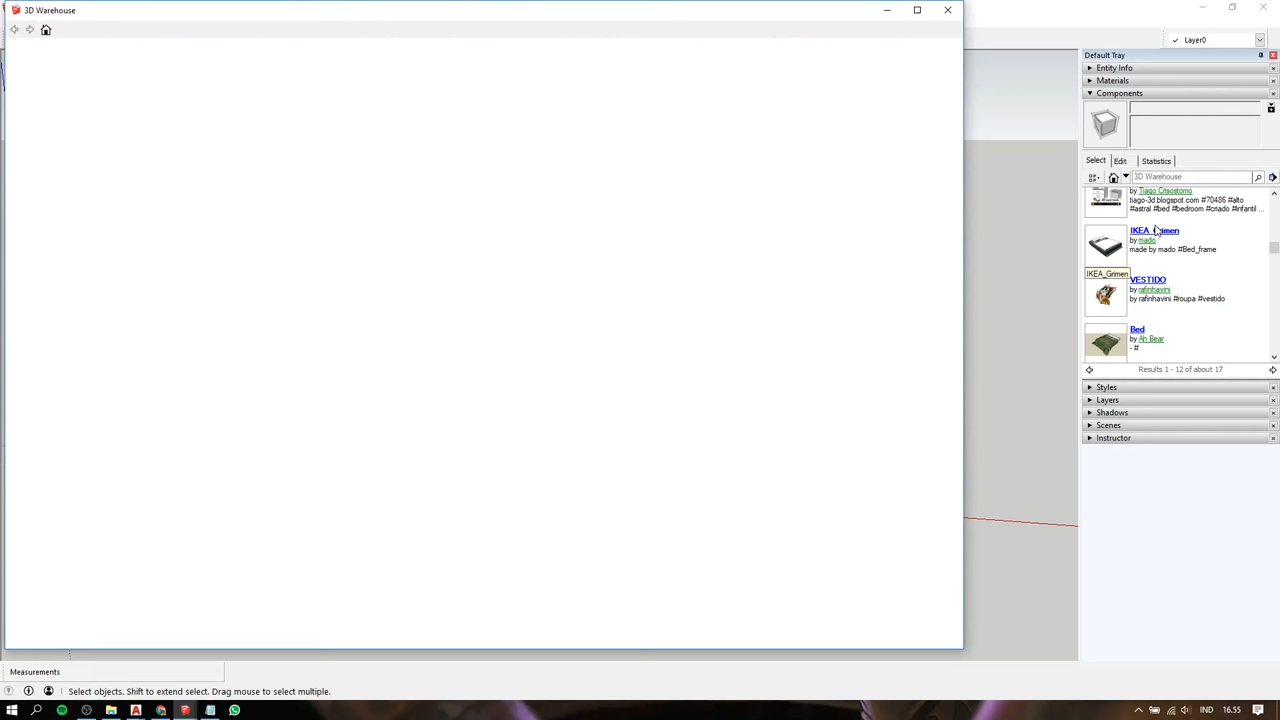 3D Warehouse
Layer0
Default Tray
Entity Info
Materials
Components
Select Edit Statistics
3D Warehouse
by Tiago Crisostomo
tiago-3d.blogspot.com #70486 #alto
#astral #bed #bedroom #criado #infantil ...
IKEA_Grimen
by mado
made by mado #Bed_frame
IKEA_Grimen
VESTIDO
by rafinhavini
by rafinhavini #roupa #vestido
Bed
by Ah Bear
- #
Results 1 - 12 of about 17
Styles
Layers
Shadows
Scenes
Instructor
Measurements
Select objects. Shift to extend select. Drag mouse to select multiple.
IND 16.55